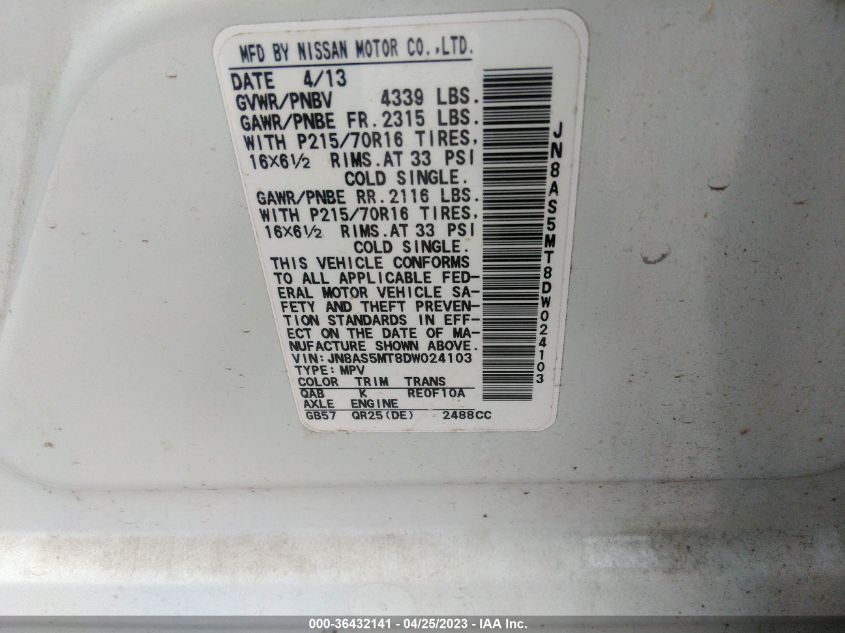 MFD BY NISSAN MOTOR CO.,LTD.
DATE 4/13
GVWR/PNBV 4339 LBS.
GAWR/PNBE FR. 2315 LBS.
WITH P215/70R16 TIRES,
16X6½ RIMS. AT 33 PSI
COLD SINGLE.
GAWR/PNBE RR. 2116 LBS.
WITH P215/70R16 TIRES,
16X6½ RIMS. AT 33 PSI
COLD SINGLE.
THIS VEHICLE CONFORMS
TO ALL APPLICABLE FED-
ERAL MOTOR VEHICLE SA-
FETY AND THEFT PREVEN-
TION STANDARDS IN EFF-
ECT ON THE DATE OF MA-
NUFACTURE SHOWN ABOVE.
VIN: JN8AS5MT8DW024103
TYPE: MPV
COLOR TRIM TRANS
QAB K RE0F10A
AXLE ENGINE
GB57 QR25(DE) 2488CC
JN8AS5MT8DW024103
000-36432141 - 04/25/2023 - IAA Inc.